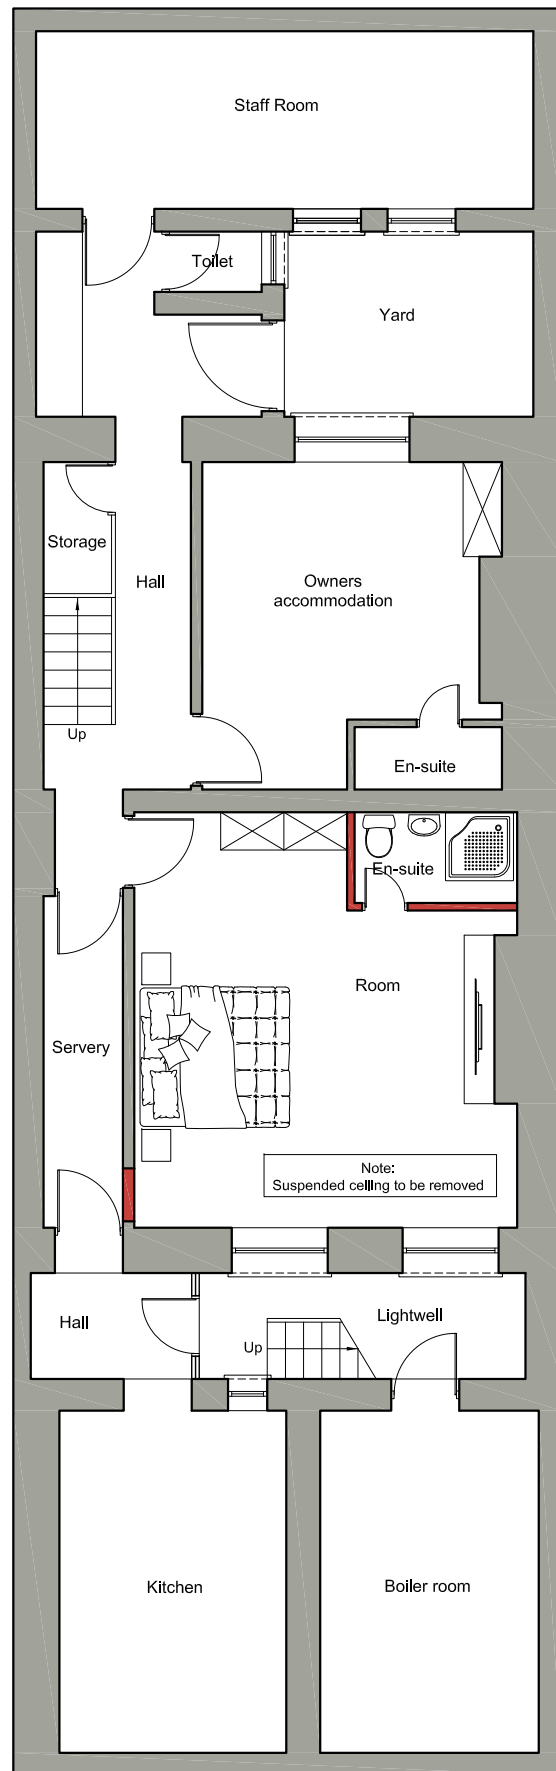 Staff Room
Toilet
Yard
Storage
Hall
Owners
accommodation
Up
En-suite
En-suite
Room
Servery
Note:
Suspended ceiling to be removed
Hall
Lightwell
Up
Kitchen
Boiler room